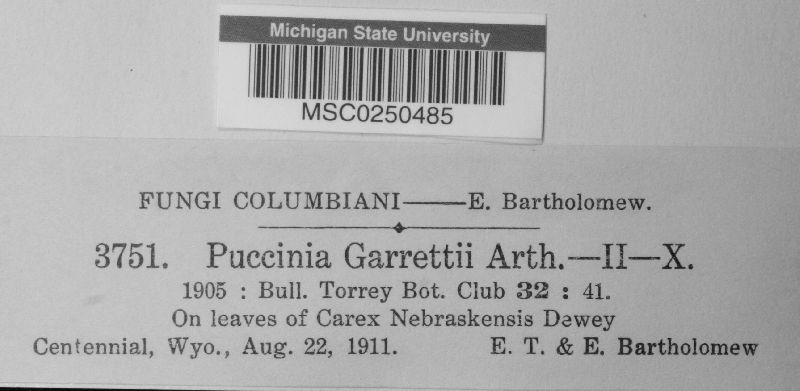 Michigan State University
MSC0250485
FUNGI COLUMBIANI——E. Bartholomew.
3751. Puccinia Garrettii Arth.—II—X.
1905 : Bull. Torrey Bot. Club 32 : 41.
On leaves of Carex Nebraskensis Dewey
Centennial, Wyo., Aug. 22, 1911. E. T. & E. Bartholomew